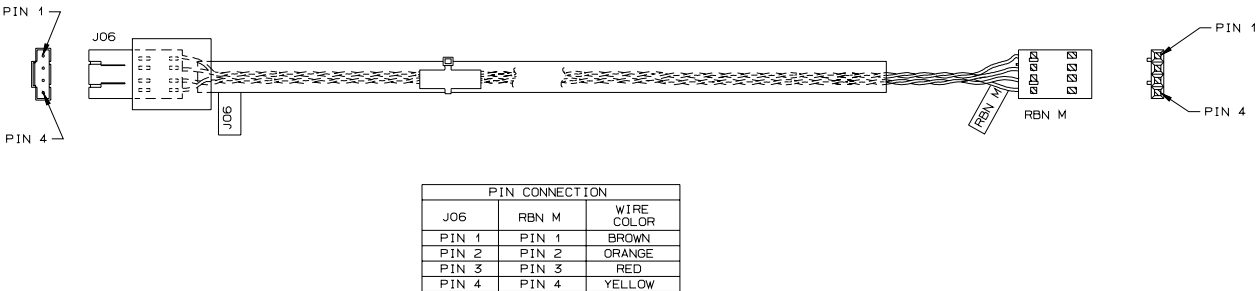 PIN 1
J06
PIN 1
PIN 4
J06
RBN M
RBN M
PIN 4
PIN CONNECTION
J06 RBN M WIRE COLOR
PIN 1 PIN 1 BROWN
PIN 2 PIN 2 ORANGE
PIN 3 PIN 3 RED
PIN 4 PIN 4 YELLOW